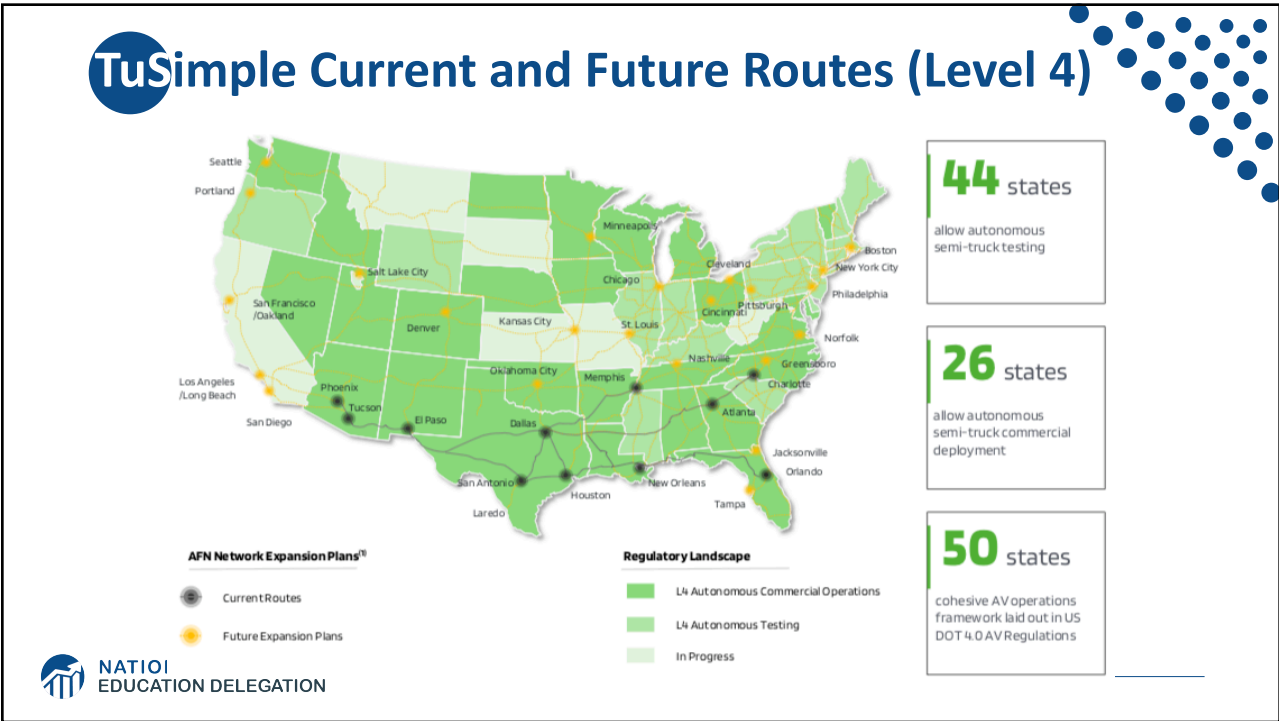 TuSimple Current and Future Routes (Level 4)
Seattle
Portland
Minneapolis
Boston
Cleveland
New York City
Salt Lake City
Chicago
Philadelphia
San Francisco
/Oakland
Pittsburgh
Cincinnati
Kansas City
St. Louis
Denver
Norfolk
Nashville
Greensboro
Oklahoma City
Memphis
Los Angeles
/Long Beach
Phoenix
Charlotte
Tucson
Atlanta
San Diego
El Paso
Dallas
Jacksonville
Orlando
San Antonio
New Orleans
Houston
Tampa
Laredo
AFN Network Expansion Plans(1)
Current Routes
Future Expansion Plans
Regulatory Landscape
L4 Autonomous Commercial Operations
L4 Autonomous Testing
In Progress
44 states
allow autonomous
semi-truck testing
26 states
allow autonomous
semi-truck commercial
deployment
50 states
cohesive AV operations
framework laid out in US
DOT 4.0 AV Regulations
NATIOI
EDUCATION DELEGATION